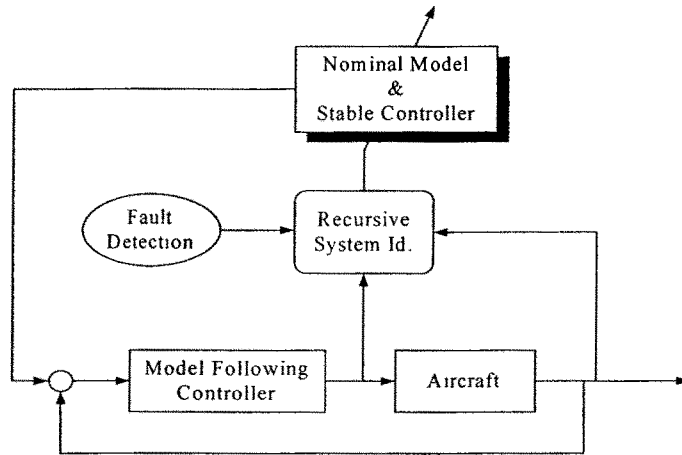 Nominal Model
&
Stable Controller
Fault
Detection
Recursive
System Id.
Model Following
Controller
Aircraft